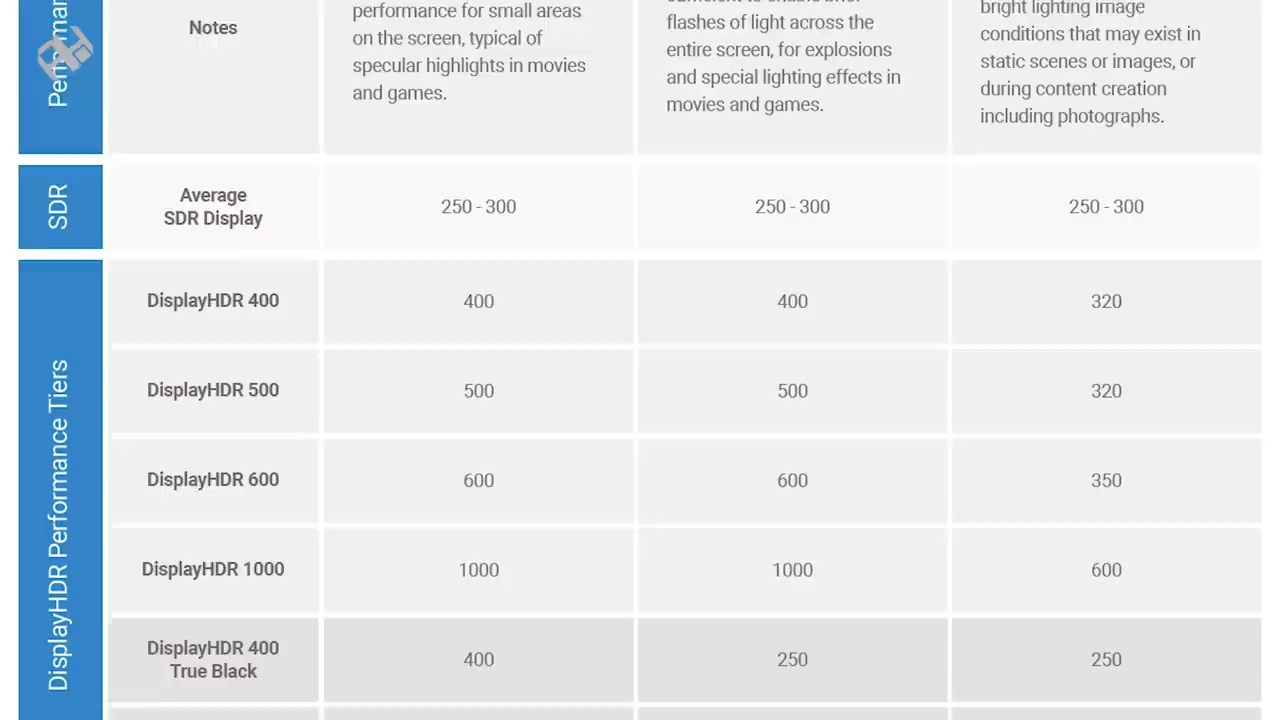 Notes
performance for small areas
on the screen, typical of
specular highlights in movies
and games.
flashes of light across the
entire screen, for explosions
and special lighting effects in
movies and games.
bright lighting image
conditions that may exist in
static scenes or images, or
during content creation
including photographs.
SDR
Average
SDR Display
250 - 300
250 - 300
250 - 300
DisplayHDR Performance Tiers
DisplayHDR 400
400
400
320
DisplayHDR 500
500
500
320
DisplayHDR 600
600
600
350
DisplayHDR 1000
1000
1000
600
DisplayHDR 400
True Black
400
250
250